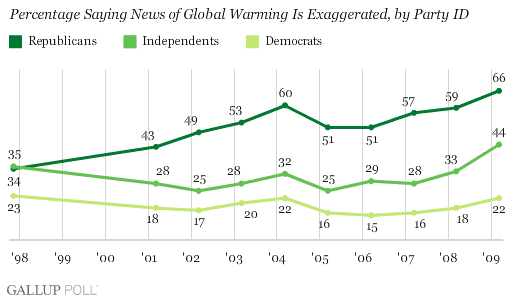 Percentage Saying News of Global Warming Is Exaggerated, by Party ID
Republicans Independents Democrats
66
60
59
57
53
49
51 51
43
44
35
34
28 25 28 32 25 29 28 33
23
18 17 20 22 16 15 16 18 22
'98 '99 '00 '01 '02 '03 '04 '05 '06 '07 '08 '09
GALLUP POLL